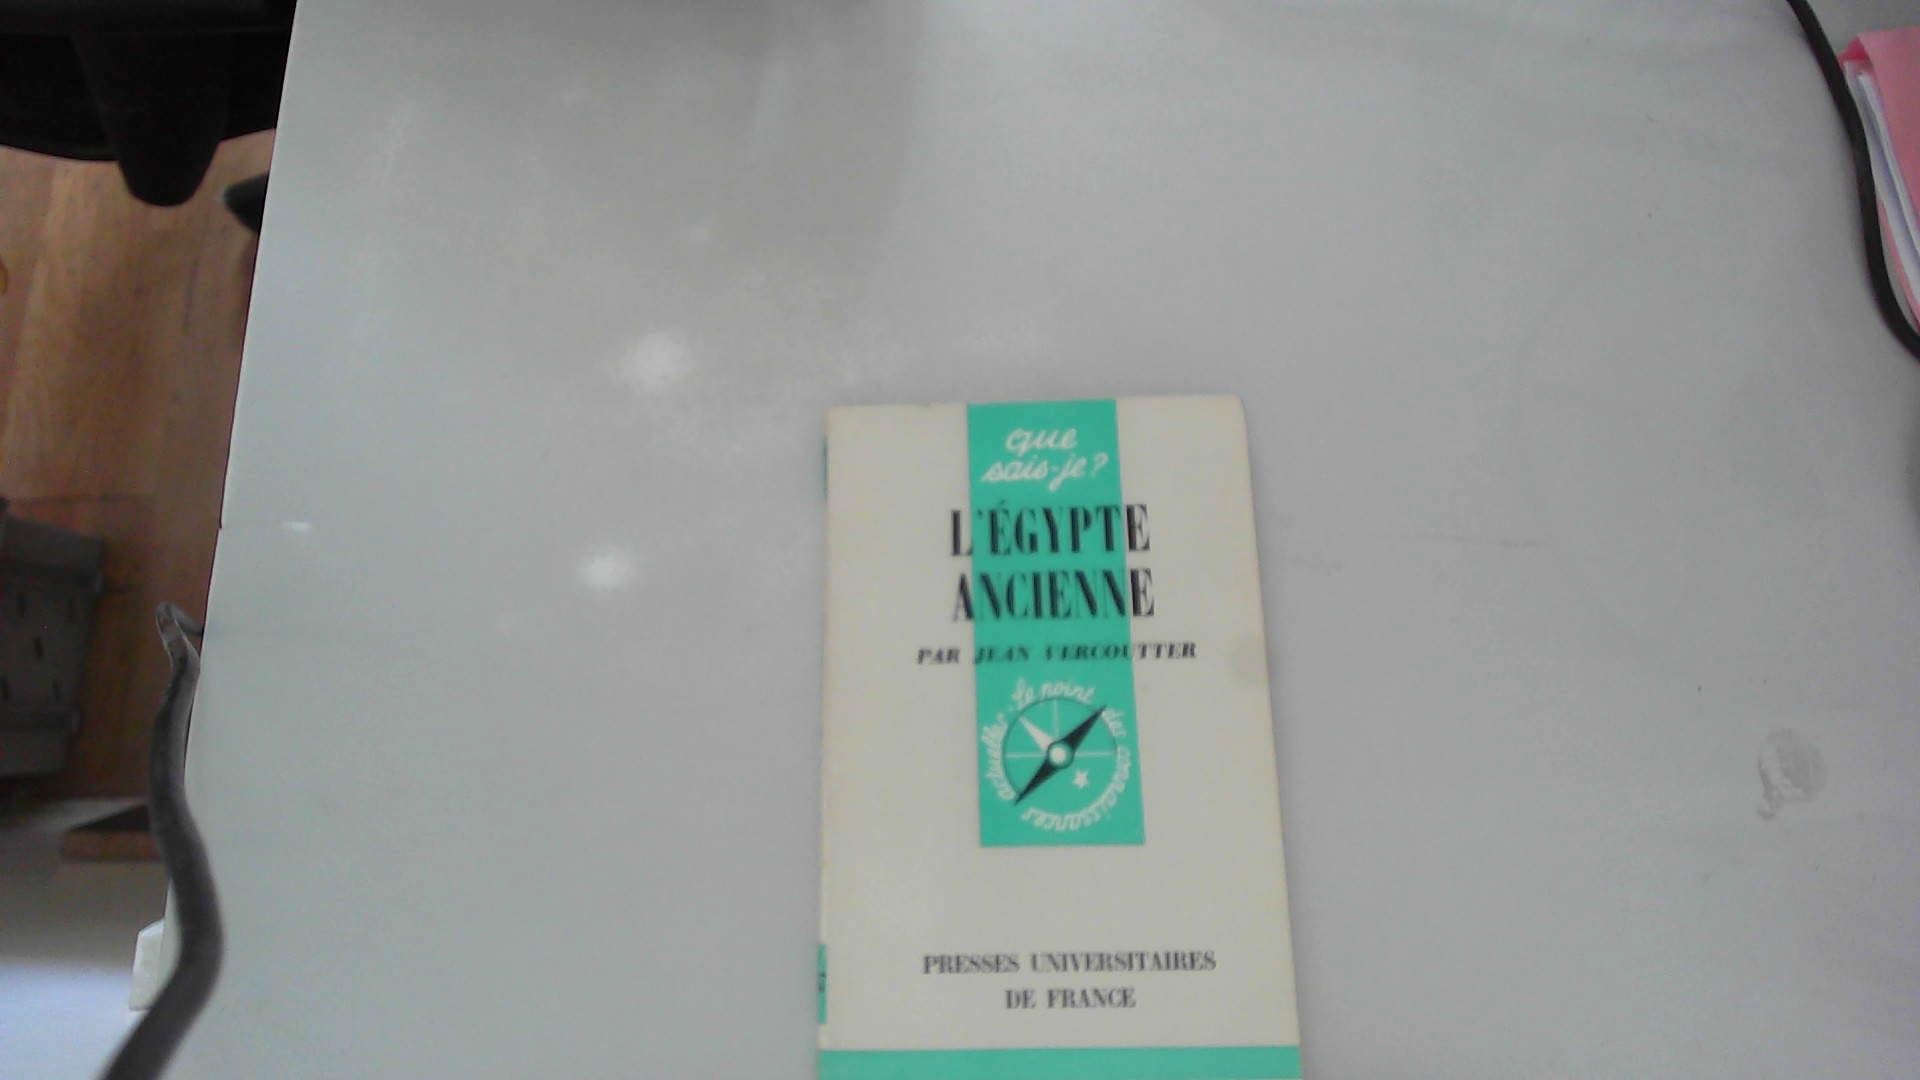 que
sais-je?
L'ÉGYPTE
ANCIENNE
PAR JEAN VERCOUTTER
le point des connaissances actuelles
PRESSES UNIVERSITAIRES
DE FRANCE